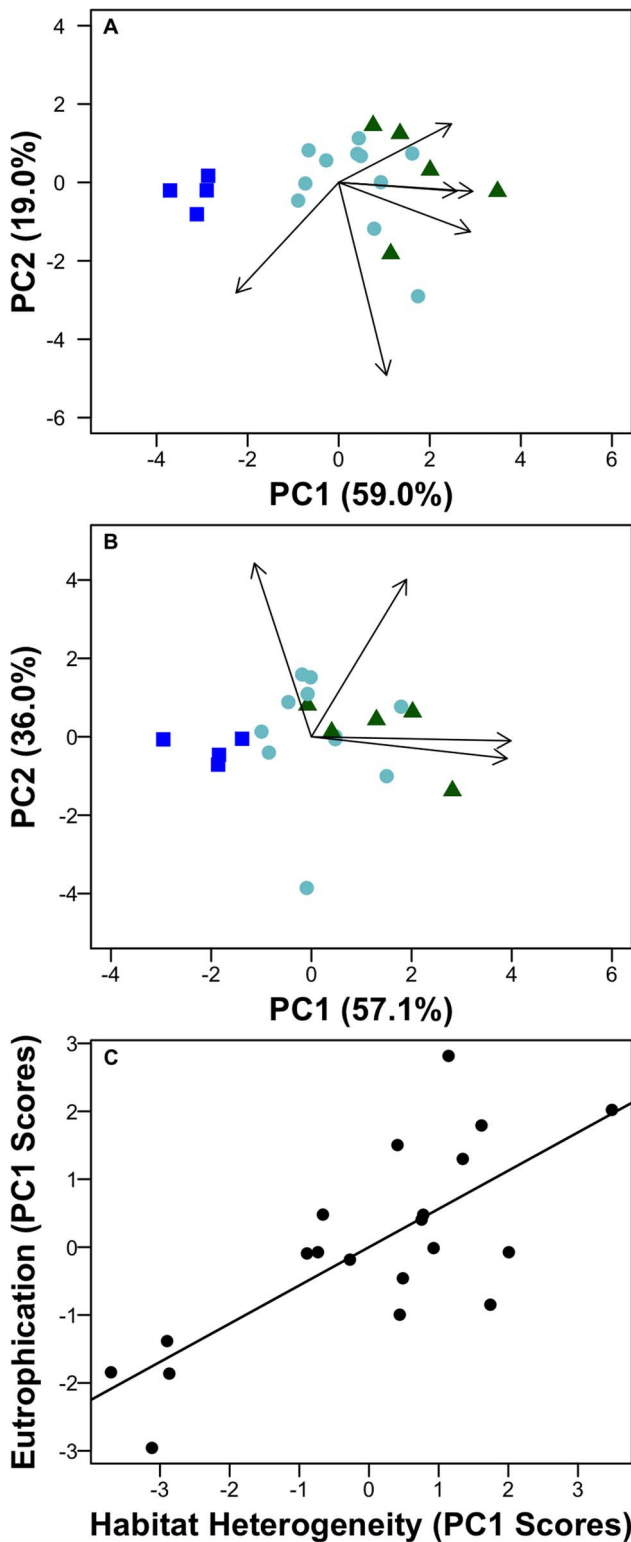 A
4
2
0
-2
-4
-6
PC2 (19.0%)
-4 -2 0 2 4 6
PC1 (59.0%)
B
4
2
0
-2
-4
PC2 (36.0%)
-4 -2 0 2 4 6
PC1 (57.1%)
C
3
2
1
0
-1
-2
-3
Eutrophication (PC1 Scores)
-3 -2 -1 0 1 2 3
Habitat Heterogeneity (PC1 Scores)